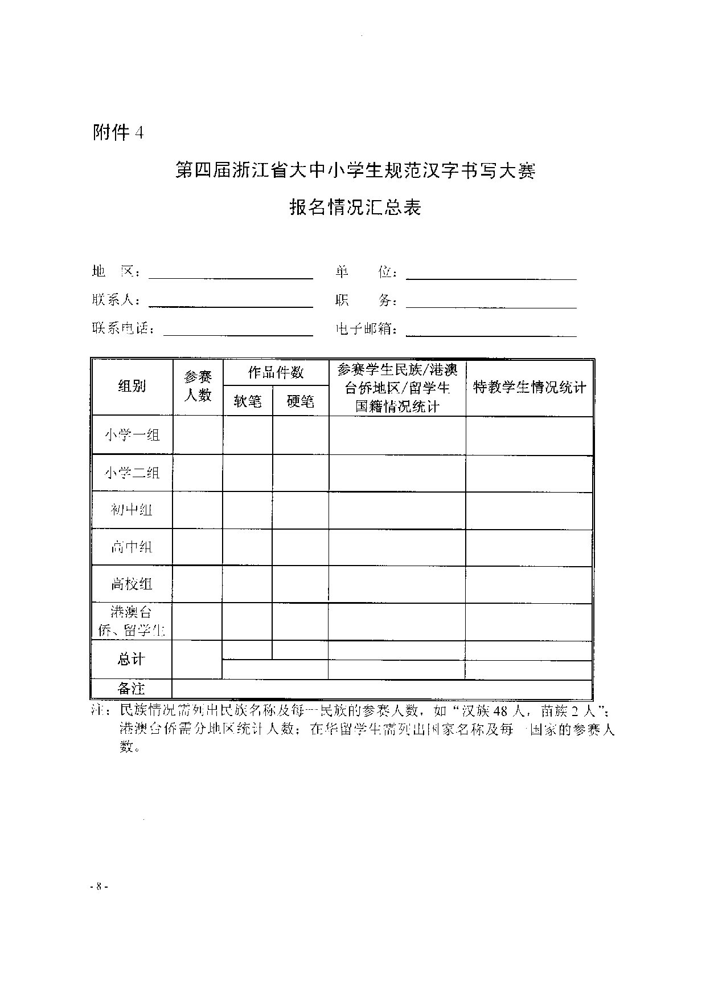 附件 4
第四届浙江省大中小学生规范汉字书写大赛
报名情况汇总表
地 区： 单 位：
联系人： 职 务：
联系电话： 电子邮箱：
组别 参赛人数 作品件数 参赛学生民族/港澳台侨地区/留学生国籍情况统计 特教学生情况统计
软笔 硬笔
小学一组
小学二组
初中组
高中组
高校组
港澳台
侨、留学生
总计
备注
注：民族情况需列出民族名称及每一民族的参赛人数，如“汉族 48 人，苗族 2 人”；
港澳台侨需分地区统计人数；在华留学生需列出国家名称及每一国家的参赛人
数。
- 8 -